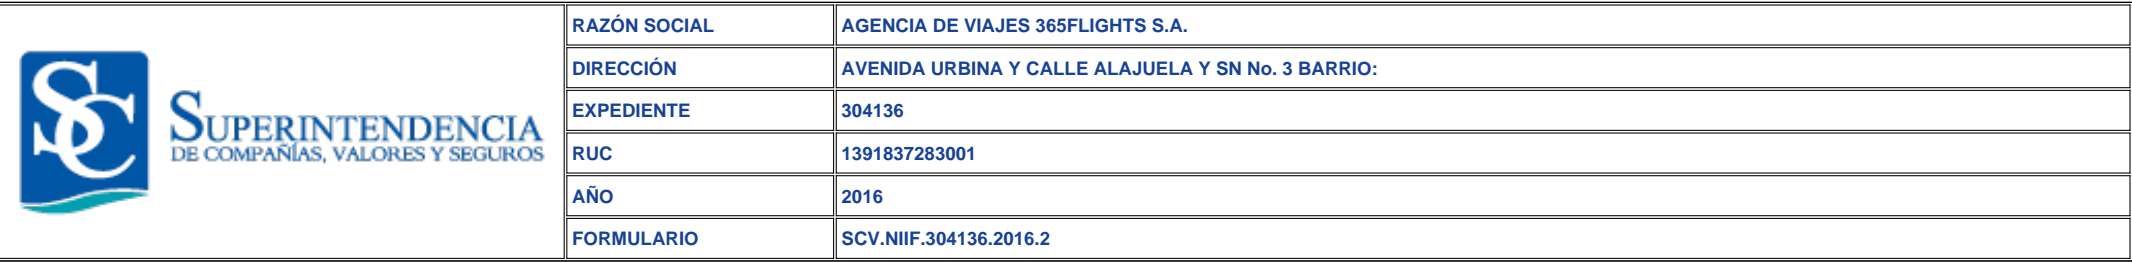 SC
SUPERINTENDENCIA
DE COMPAÑÍAS, VALORES Y SEGUROS
RAZÓN SOCIAL AGENCIA DE VIAJES 365FLIGHTS S.A.
DIRECCIÓN AVENIDA URBINA Y CALLE ALAJUELA Y SN No. 3 BARRIO:
EXPEDIENTE 304136
RUC 1391837283001
AÑO 2016
FORMULARIO SCV.NIIF.304136.2016.2